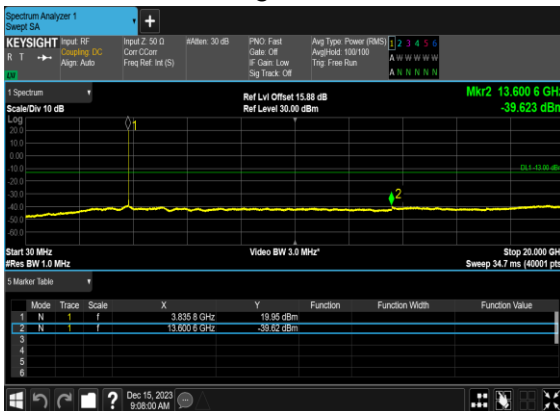 Spectrum Analyzer 1
Swept SA
KEYSIGHT
R T
Input: RF
Coupling: DC
Align: Auto
Input Z: 50 Ω
Corr CCorr
Freq Ref: Int (S)
#Atten: 30 dB
PNO: Fast
Gate: Off
IF Gain: Low
Sig Track: Off
Avg Type: Power (RMS)
Avg|Hold: 100/100
Trig: Free Run
1 2 3 4 5 6
A W W W W W
A N N N N N
1 Spectrum
Scale/Div 10 dB
Ref Lvl Offset 15.88 dB
Ref Level 30.00 dBm
Mkr2 13.600 6 GHz
-39.623 dBm
Log
20.0
10.0
0.00
-10.0
-20.0
-30.0
-40.0
-50.0
-60.0
1
2
DL1 -13.00 dBm
Start 30 MHz
#Res BW 1.0 MHz
Video BW 3.0 MHz*
Stop 20.000 GH
Sweep 34.7 ms (40001 pts
5 Marker Table
Mode Trace Scale X Y Function Function Width Function Value
1 N 1 f 3.835 8 GHz 19.95 dBm
2 N 1 f 13.600 6 GHz -39.62 dBm
3
4
5
6
?
Dec 15, 2023
9:08:00 AM